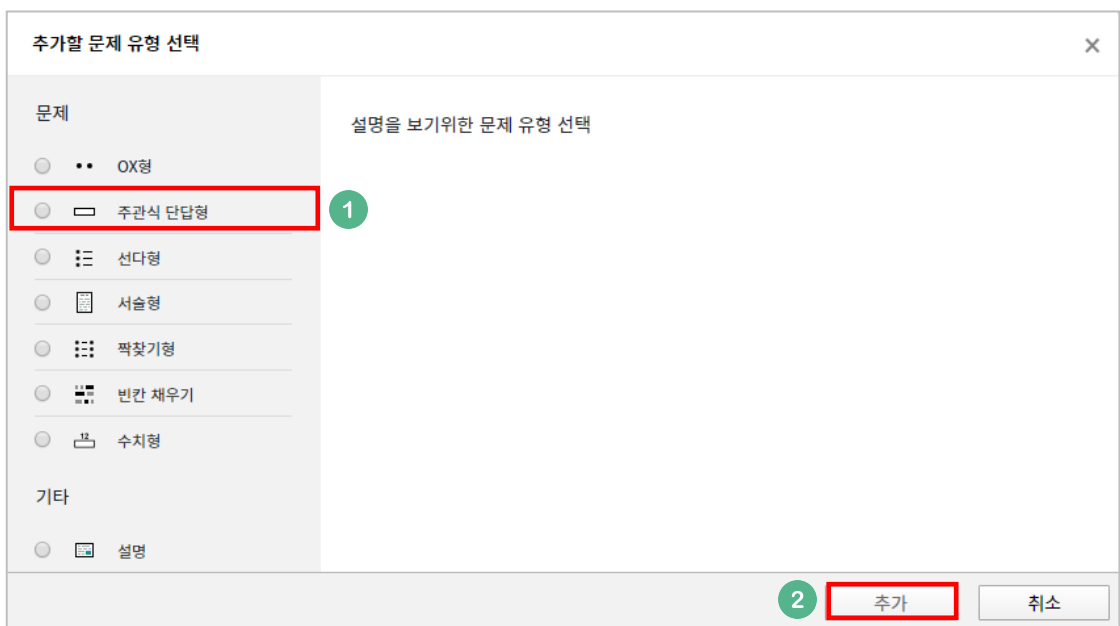 추가할 문제 유형 선택
문제
설명을 보기위한 문제 유형 선택
OX형
주관식 단답형
1
선다형
서술형
짝찾기형
빈칸 채우기
12
수치형
기타
설명
2
추가
취소